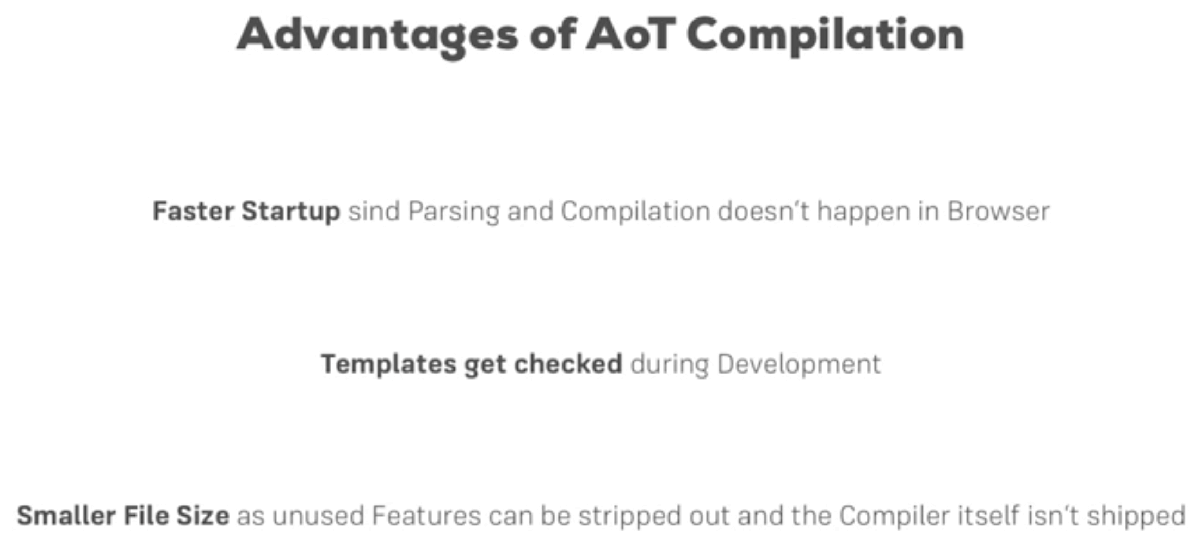 Advantages of AoT Compilation
Faster Startup sind Parsing and Compilation doesn't happen in Browser
Templates get checked during Development
Smaller File Size as unused Features can be stripped out and the Compiler itself isn't shipped